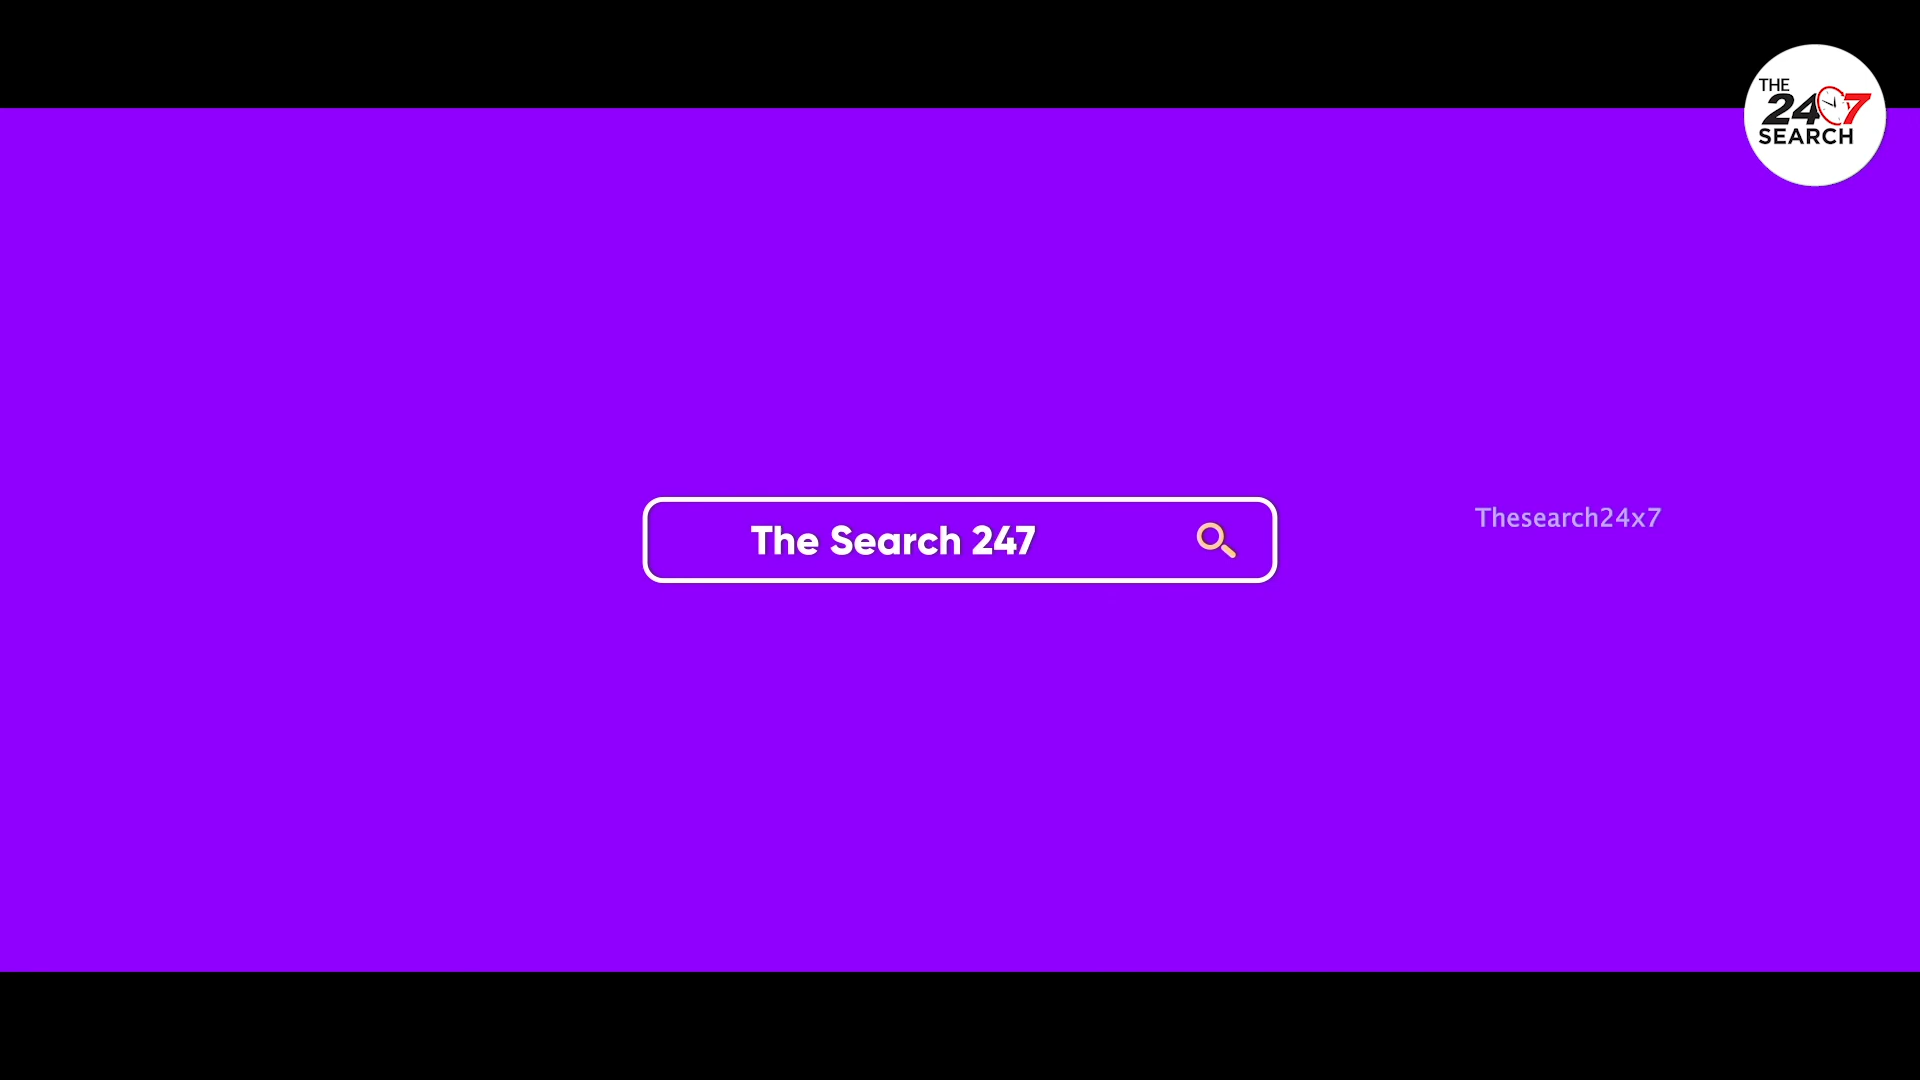 THE
247
SEARCH
The Search 247
Thesearch24x7